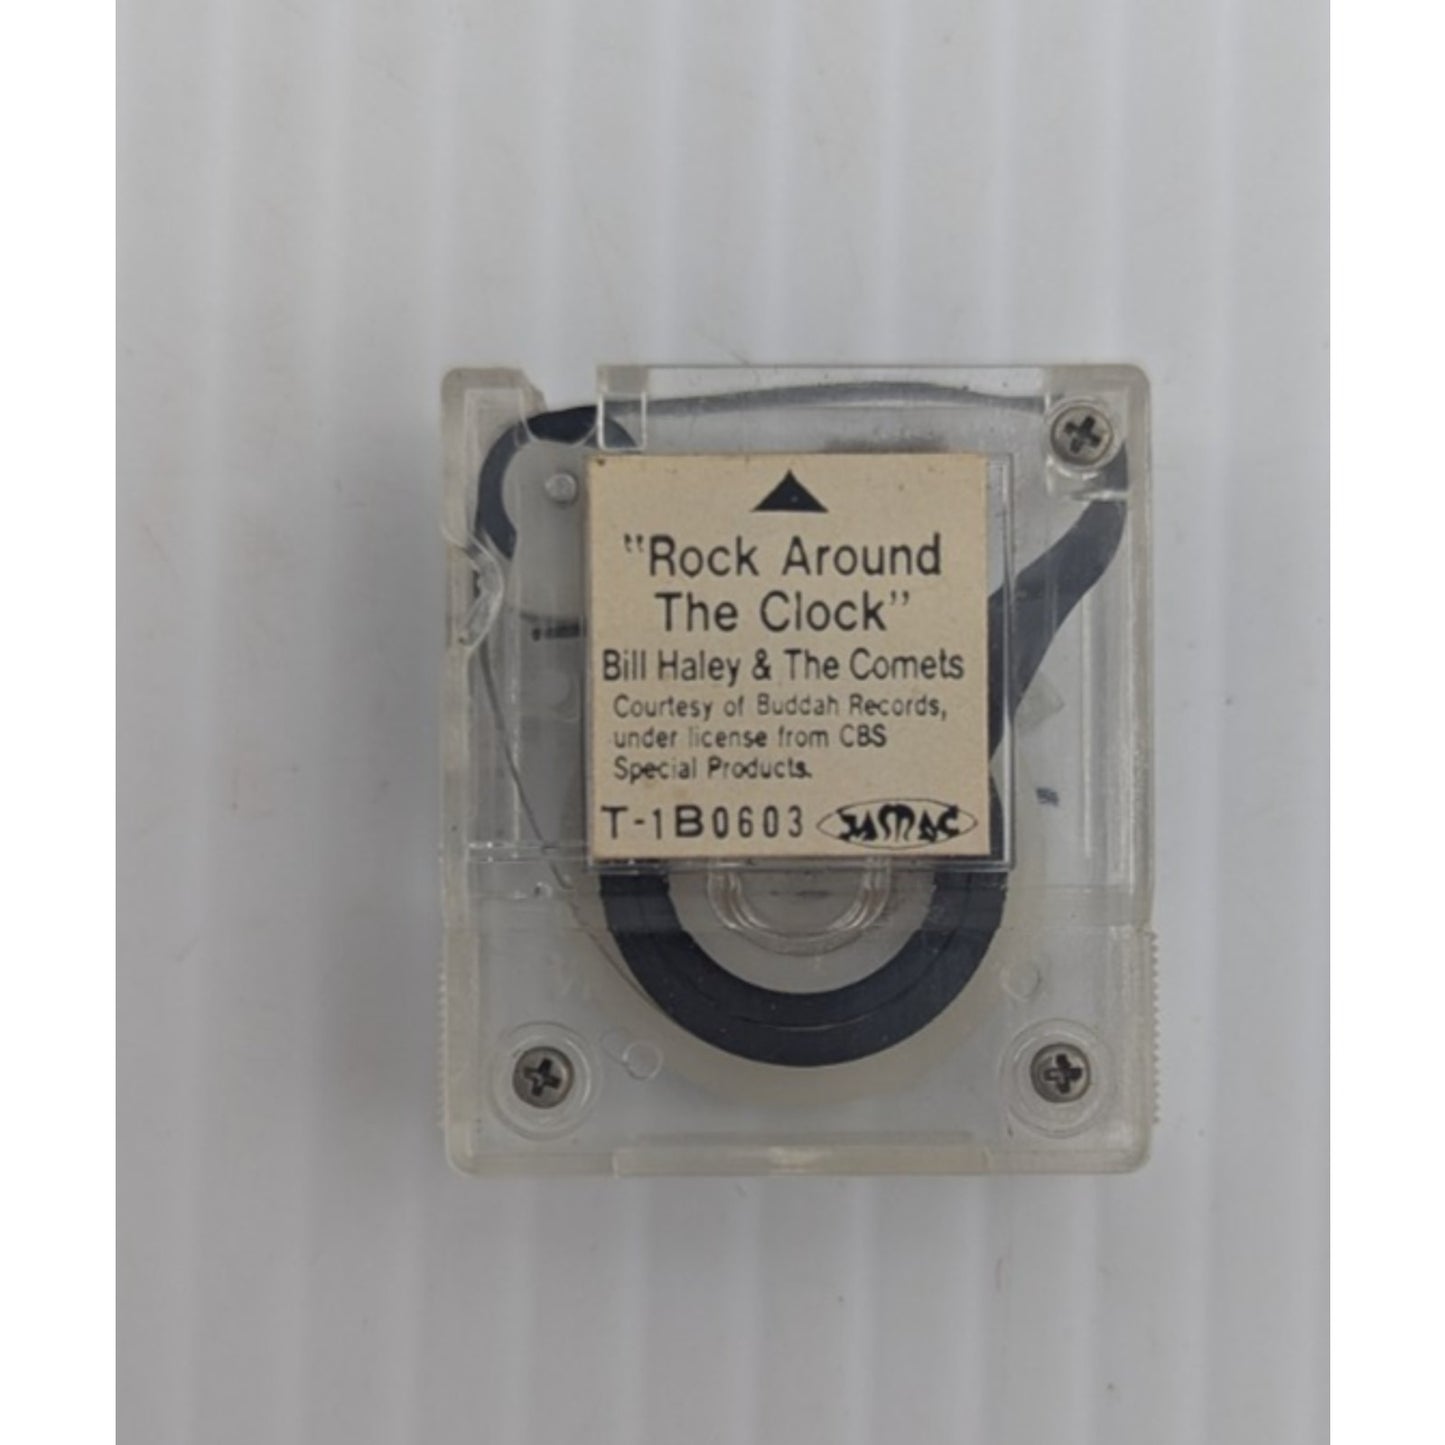 "Rock Around
The Clock"
Bill Haley & The Comets
Courtesy of Buddah Records,
under license from CBS
Special Products.
T-1B0603 JAMAC